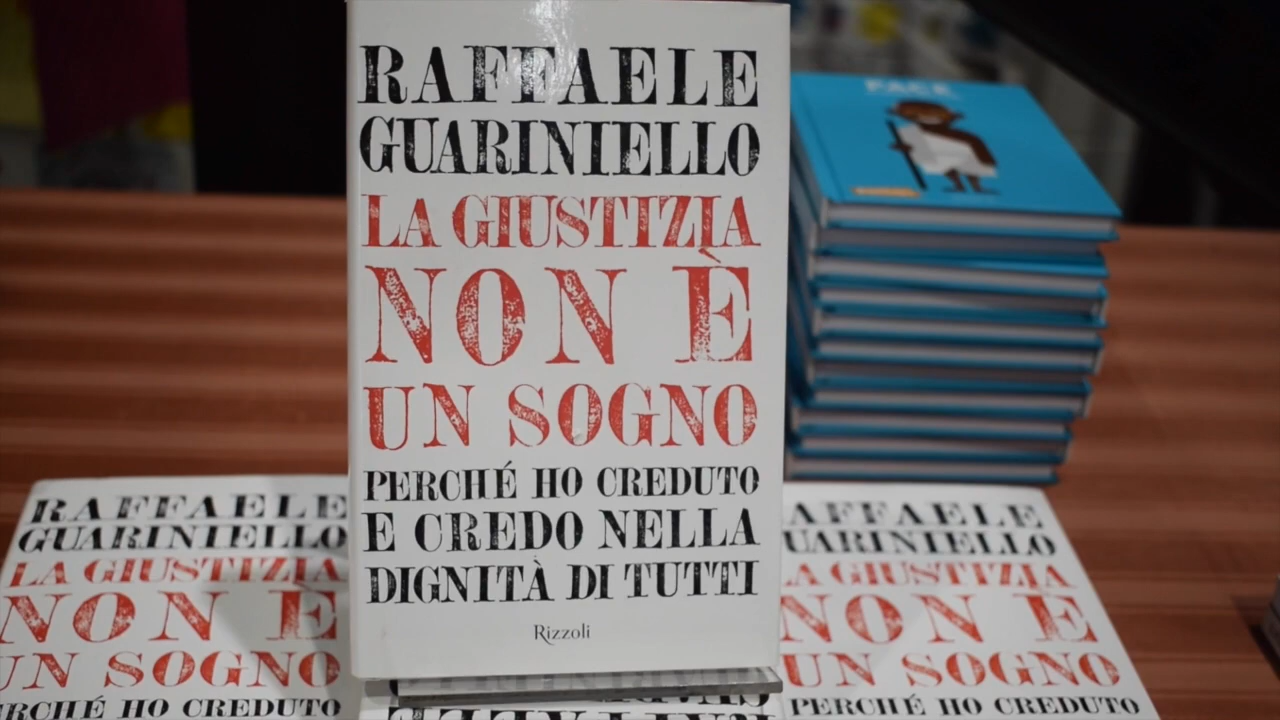 RAFFAELE
GUARINIELLO
LA GIUSTIZIA
NON È
UN SOGNO
PERCHÉ HO CREDUTO
E CREDO NELLA
DIGNITÀ DI TUTTI
Rizzoli
PACE
RAFFAELE
GUARINIELLO
LA GIUSTIZIA
NON È
UN SOGNO
PERCHÉ HO CREDUTO
RAFFAELE
GUARINIELLO
LA GIUSTIZIA
NON È
UN SOGNO
PERCHÉ HO CREDUTO